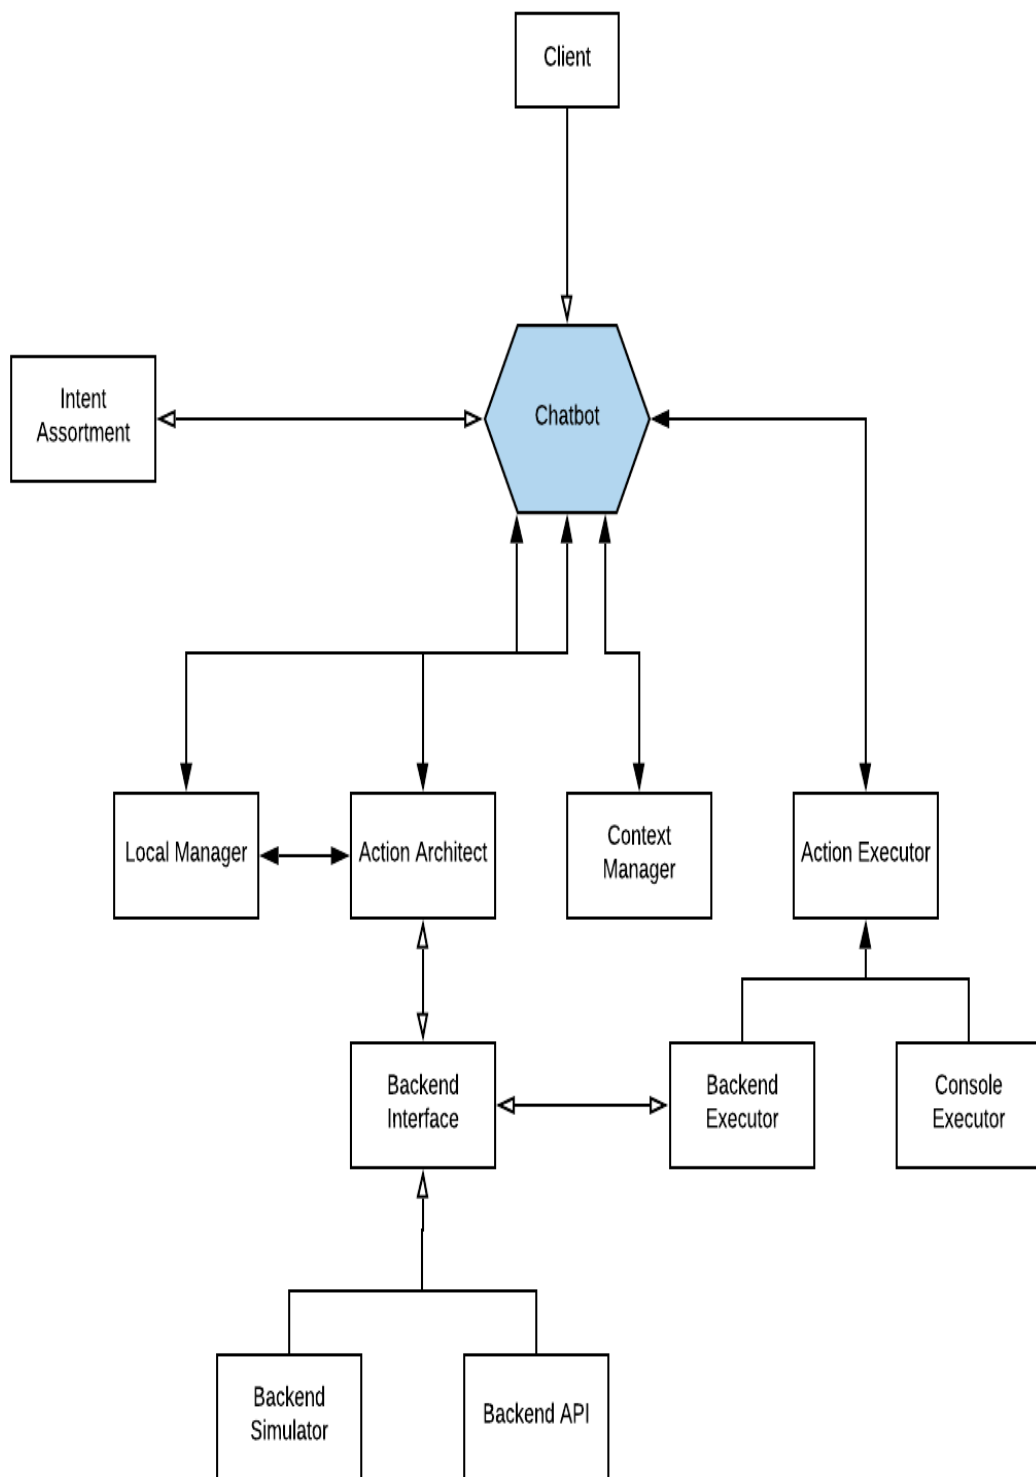 Client
Intent
Assortment
Chatbot
Local Manager
Action Architect
Context
Manager
Action Executor
Backend
Interface
Backend
Executor
Console
Executor
Backend
Simulator
Backend API